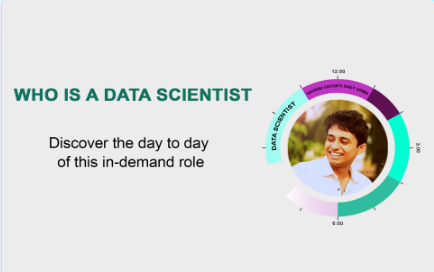 WHO IS A DATA SCIENTIST
Discover the day to day
of this in-demand role
12:00
DATA SCIENTIST
3:00
6:00